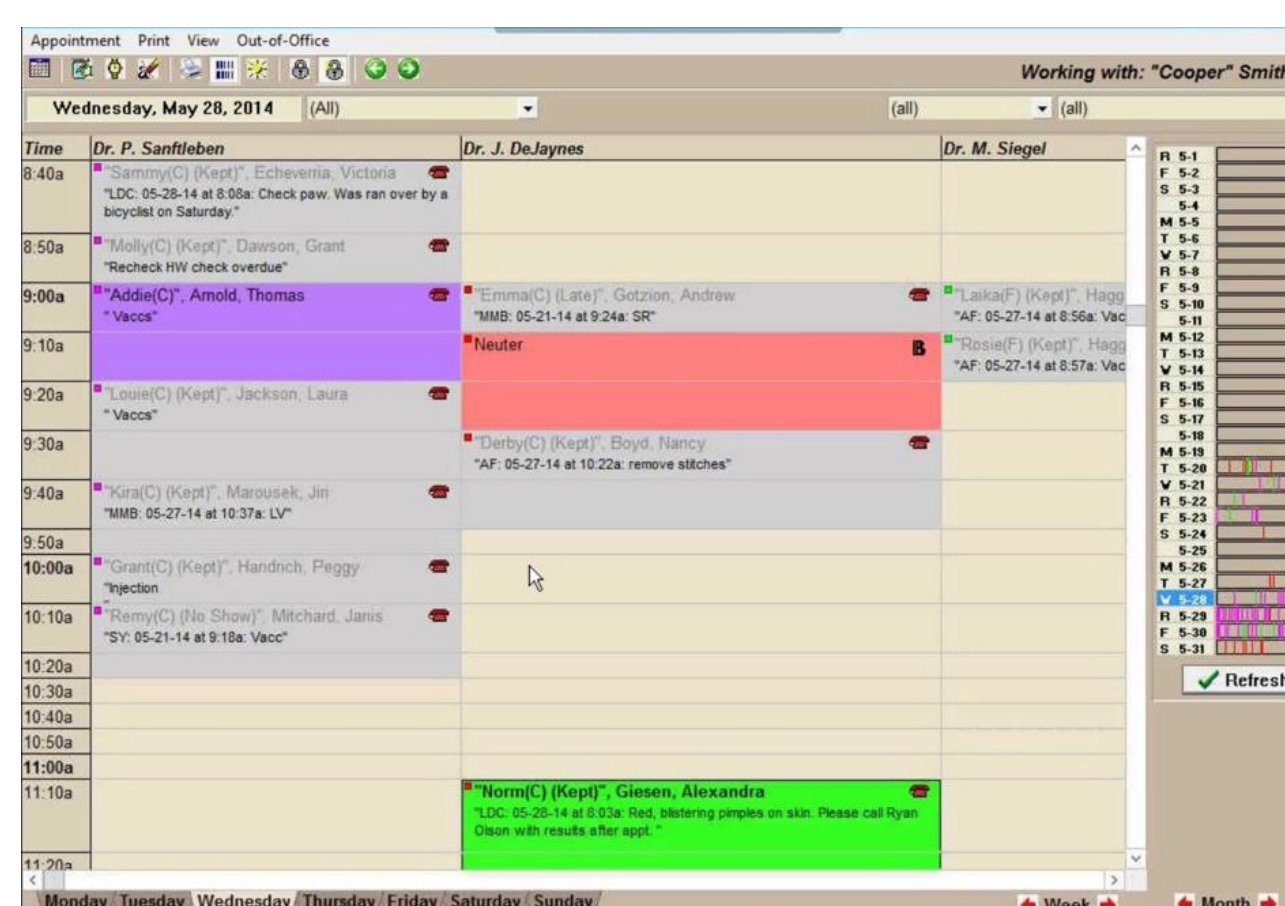 Appointment Print View Out-of-Office
Working with: "Cooper" Smith
Wednesday, May 28, 2014 (All) (all) (all)
Time Dr. P. Sanftleben Dr. J. DeJaynes Dr. M. Siegel
8:40a "Sammy(C) (Kept)", Echeverria, Victoria
"LDC: 05-28-14 at 8:08a: Check paw. Was ran over by a
bicyclist on Saturday."
8:50a "Molly(C) (Kept)", Dawson, Grant
"Recheck HW check overdue"
9:00a "Addie(C)", Arnold, Thomas "Emma(C) (Late)", Gotzion, Andrew "Laika(F) (Kept)", Hagg
" Vaccs" "MMB: 05-21-14 at 9:24a: SR" "AF: 05-27-14 at 8:56a: Vac
9:10a Neuter B "Rosie(F) (Kept)", Hagg
"AF: 05-27-14 at 8:57a: Vac
9:20a "Louie(C) (Kept)", Jackson, Laura
" Vaccs"
9:30a "Derby(C) (Kept)", Boyd, Nancy
"AF: 05-27-14 at 10:22a: remove stitches"
9:40a "Kira(C) (Kept)", Marousek, Jiri
"MMB: 05-27-14 at 10:37a: LV"
9:50a
10:00a "Grant(C) (Kept)", Handrich, Peggy
"Injection
"
10:10a "Remy(C) (No Show)", Mitchard, Janis
"SY: 05-21-14 at 9:18a: Vacc"
10:20a
10:30a
10:40a
10:50a
11:00a
11:10a "Norm(C) (Kept)", Giesen, Alexandra
"LDC: 05-28-14 at 8:03a: Red, blistering pimples on skin. Please call Ryan
Olson with results after appt. "
11:20a
R 5-1
F 5-2
S 5-3
5-4
M 5-5
T 5-6
W 5-7
R 5-8
F 5-9
S 5-10
5-11
M 5-12
T 5-13
W 5-14
R 5-15
F 5-16
S 5-17
5-18
M 5-19
T 5-20
W 5-21
R 5-22
F 5-23
S 5-24
5-25
M 5-26
T 5-27
W 5-28
R 5-29
F 5-30
S 5-31
Refresh
Monday Tuesday Wednesday Thursday Friday Saturday Sunday Week Month